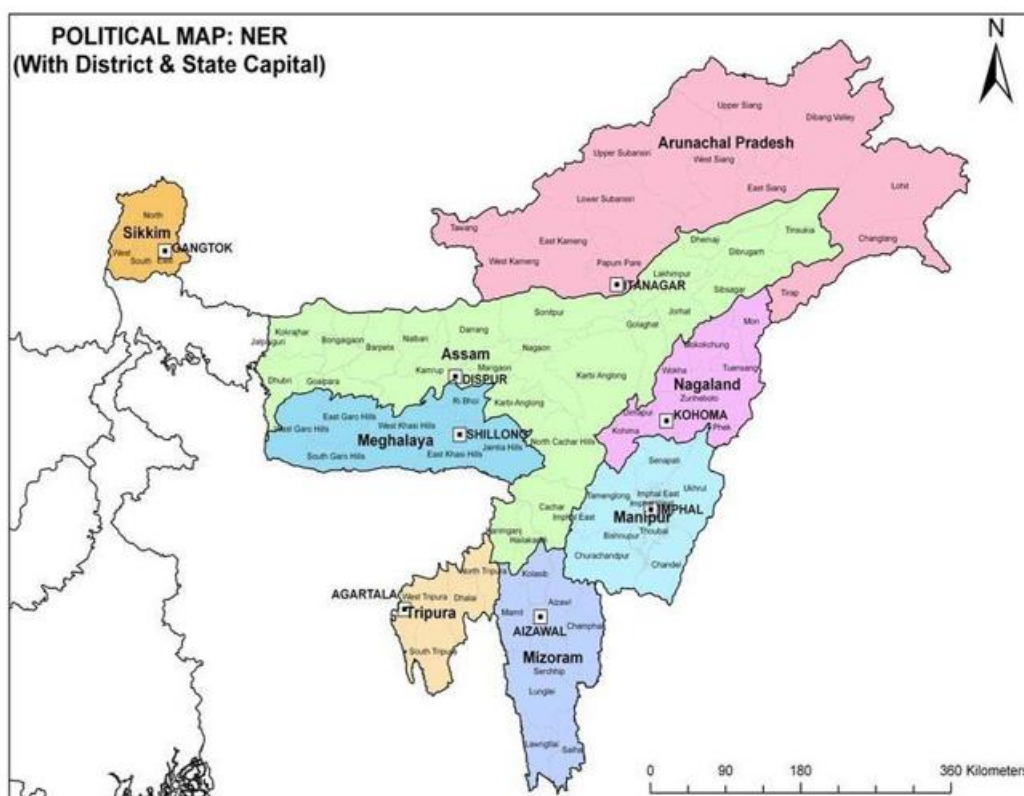 POLITICAL MAP: NER
(With District & State Capital)
N
Upper Siang
Dibang Valley
Arunachal Pradesh
Upper Subansiri
West Siang
Lohit
East Siang
Lower Subansiri
North
Sikkim
GANGTOK
West
South East
Tawang
East Kameng
West Kameng
Papum Pare
ITANAGAR
Changlang
Tirap
Tinsukia
Dhemaji
Dibrugarh
Lakhimpur
Sibsagar
Jorhat
Golaghat
Sonitpur
Darrang
Nalbari
Kokrajhar
Jalpaiguri
Bongaigaon
Barpeta
Nagaon
Assam
Marigaon
Kamrup
DISPUR
Dhubri
Goalpara
Karbi Anglong
Karbi Anglong
Mon
Mokokchung
Wokha
Tuensang
Nagaland
Zunheboto
Dimapur
KOHOMA
Kohima
Phek
Ri Bhoi
East Garo Hills
West Garo Hills
West Khasi Hills
SHILLONG
Meghalaya
Jaintia Hills
South Garo Hills
East Khasi Hills
North Cachar Hills
Senapati
Ukhrul
Tamenglong
Imphal East
IMPHAL
Manipur
Thoubal
Bishnupur
Churachandpur
Chandel
Cachar
Imphal East
Karimganj
Hailakandi
North Tripura
AGARTALA
West Tripura
Dhalai
Tripura
South Tripura
Kolasib
Aizawl
Mamit
Champhai
AIZAWAL
Mizoram
Serchhip
Lunglei
Lawngtlai
Saiha
0 90 180 360 Kilometers